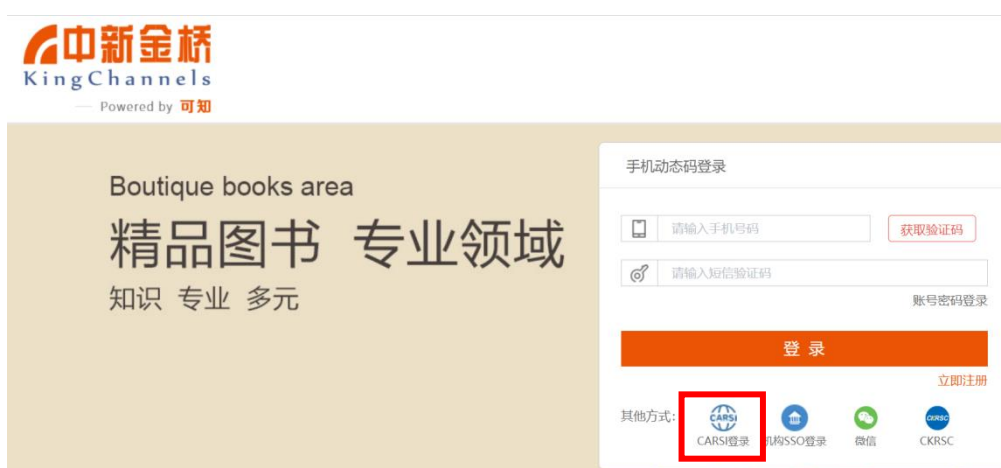 中新金桥
KingChannels
Powered by 可知
Boutique books area
精品图书 专业领域
知识 专业 多元
手机动态码登录
请输入手机号码
获取验证码
请输入短信验证码
账号密码登录
登 录
立即注册
其他方式:
CARSI
CKRSC
CARSI登录
机构SSO登录
微信
CKRSC